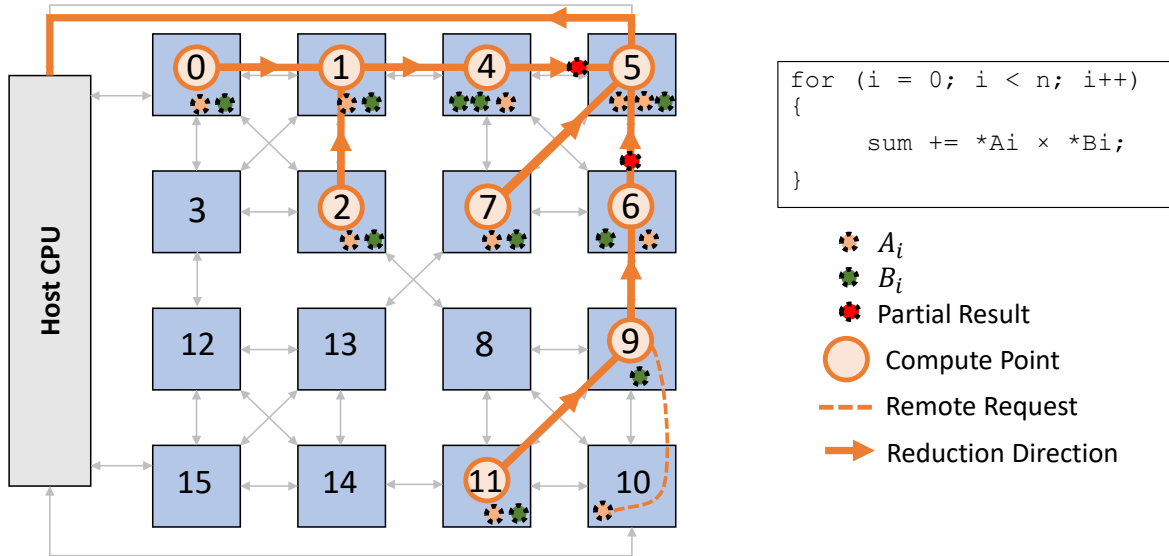 Host CPU
0
1
4
5
3
2
7
6
12
13
8
9
15
14
11
10
for (i = 0; i < n; i++)
{
sum += *Ai × *Bi;
}
A_i
B_i
Partial Result
Compute Point
Remote Request
Reduction Direction